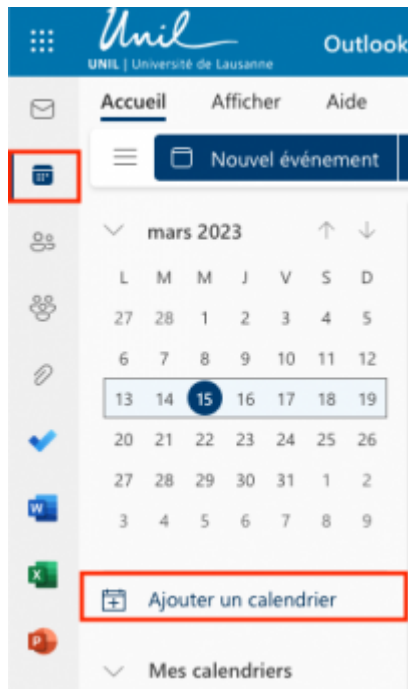 Unil
UNIL | Université de Lausanne
Outlook
Accueil Afficher Aide
Nouvel événement
mars 2023
L M M J V S D
27 28 1 2 3 4 5
6 7 8 9 10 11 12
13 14 15 16 17 18 19
20 21 22 23 24 25 26
27 28 29 30 31 1 2
3 4 5 6 7 8 9
W
X
Ajouter un calendrier
P
Mes calendriers